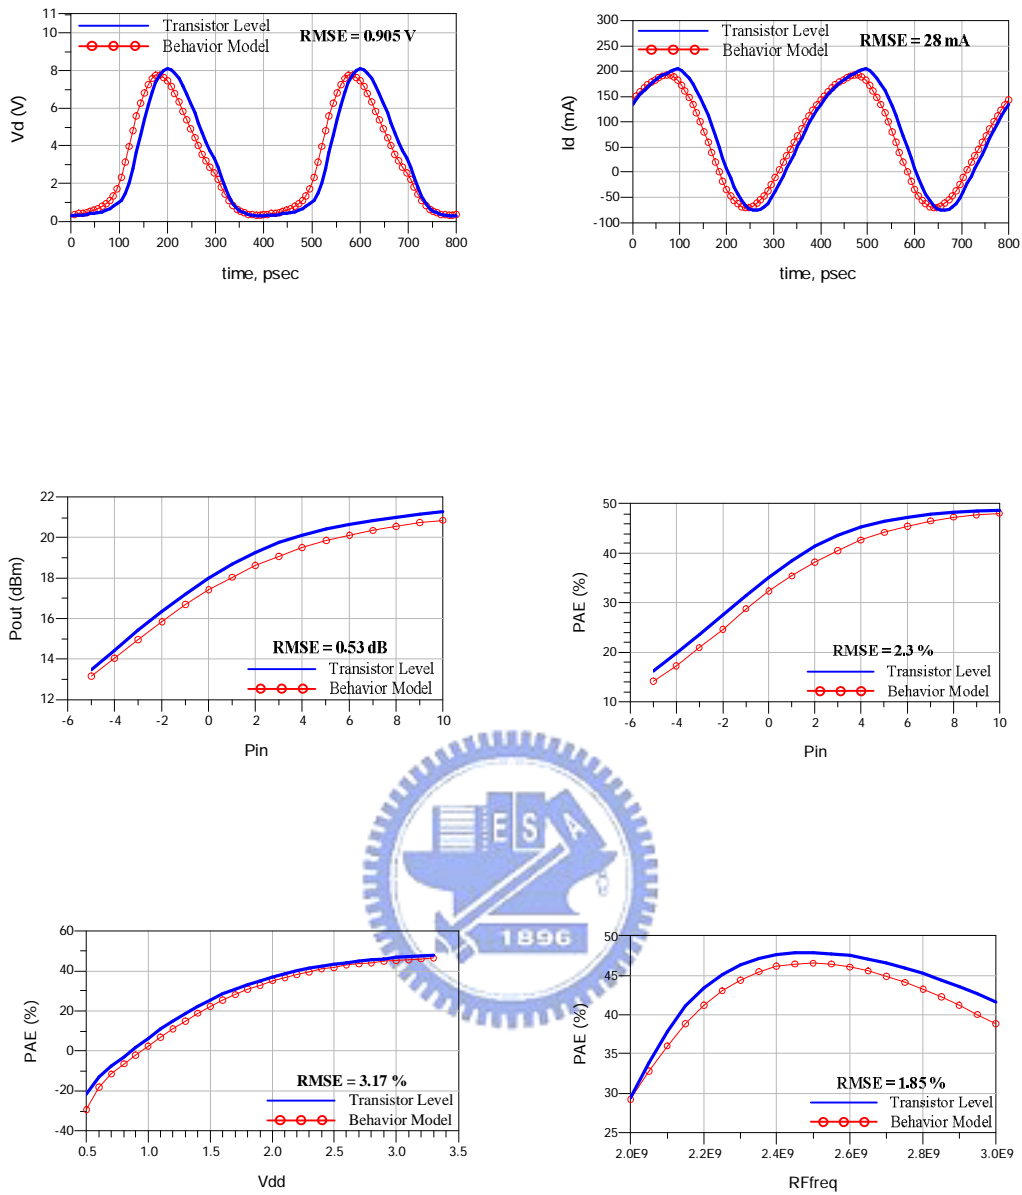 11
10
8
6
4
2
0
Vd (V)
Transistor Level
Behavior Model
RMSE = 0.905 V
0 100 200 300 400 500 600 700 800
time, psec
300
250
200
150
100
50
0
-50
-100
Id (mA)
Transistor Level
Behavior Model
RMSE = 28 mA
0 100 200 300 400 500 600 700 800
time, psec
22
20
18
16
14
12
Pout (dBm)
RMSE = 0.53 dB
Transistor Level
Behavior Model
-6 -4 -2 0 2 4 6 8 10
Pin
50
40
30
20
10
PAE (%)
RMSE = 2.3 %
Transistor Level
Behavior Model
-6 -4 -2 0 2 4 6 8 10
Pin
E S A
1896
60
40
20
0
-20
-40
PAE (%)
RMSE = 3.17 %
Transistor Level
Behavior Model
0.5 1.0 1.5 2.0 2.5 3.0 3.5
Vdd
50
45
40
35
30
25
PAE (%)
RMSE = 1.85 %
Transistor Level
Behavior Model
2.0E9 2.2E9 2.4E9 2.6E9 2.8E9 3.0E9
RFfreq